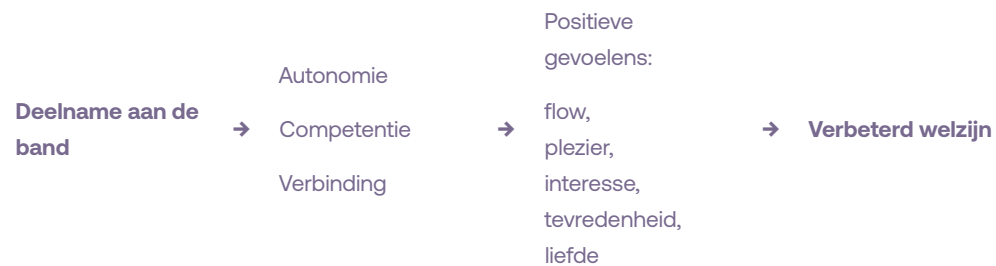 Deelname aan de
band
→
Autonomie
Competentie
Verbinding
→
Positieve
gevoelens:
flow,
plezier,
interesse,
tevredenheid,
liefde
→
Verbeterd welzijn